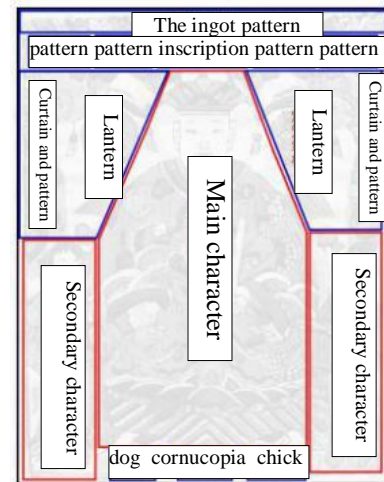 The ingot pattern
pattern pattern inscription pattern pattern
Curtain and pattern
Lantern
Main character
Lantern
Curtain and pattern
Secondary character
Secondary character
dog cornucopia chick